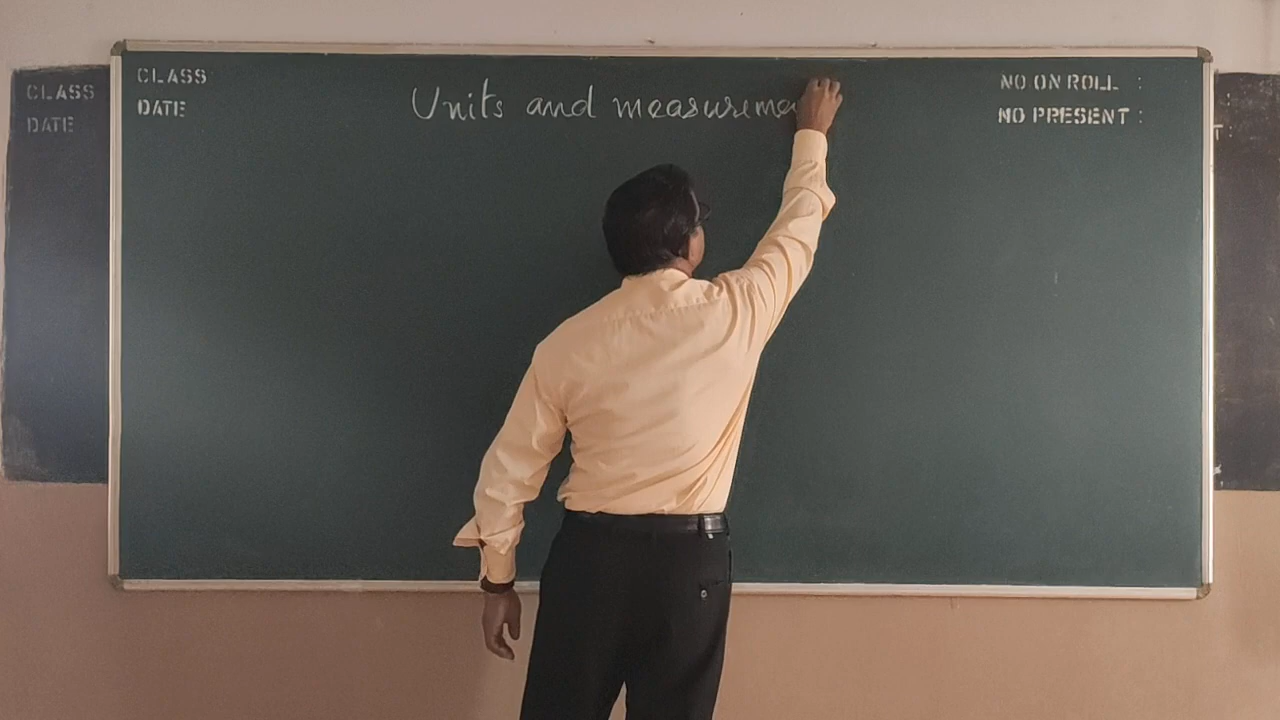 CLASS
DATE
CLASS
DATE
Units and measureme
NO ON ROLL :
NO PRESENT :
T :